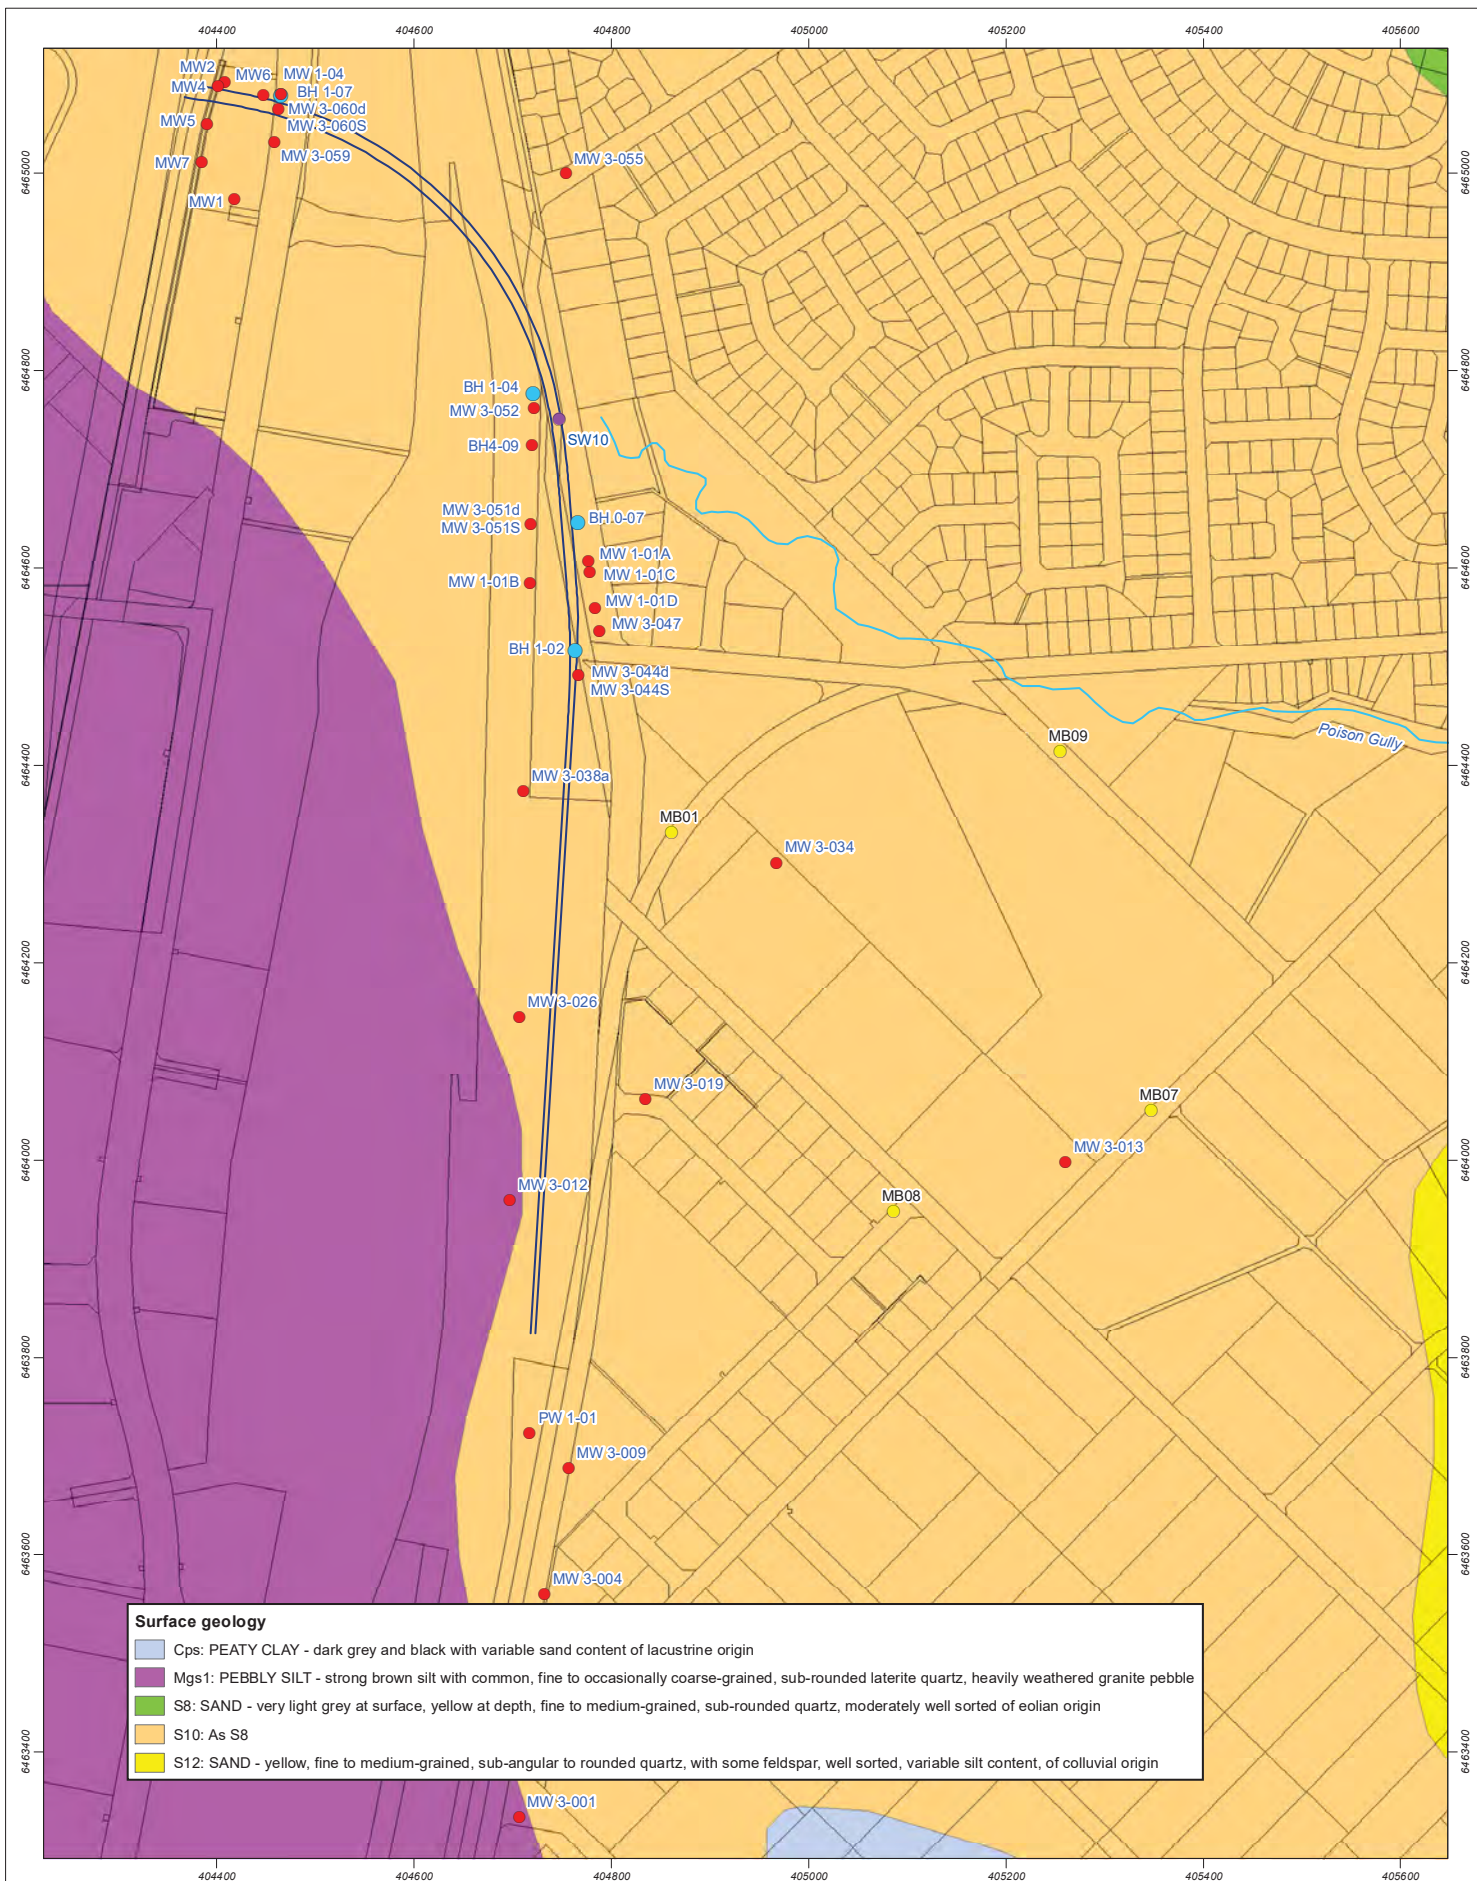 404400 404600 404800 405000 405200 405400 405600
MW2
MW6
MW 1-04
MW4
BH 1-07
MW 3-060d
MW5
MW 3-060S
MW 3-059
MW7
MW1
MW 3-055
6465000
6465000
BH 1-04
MW 3-052
SW10
BH4-09
6464800
6464800
MW 3-051d
MW 3-051S
BH 0-07
MW 1-01A
MW 1-01C
MW 1-01B
MW 1-01D
MW 3-047
6464600
6464600
BH 1-02
MW 3-044d
MW 3-044S
Poison Gully
MB09
MW 3-038a
6464400
6464400
MB01
MW 3-034
6464200
6464200
MW 3-026
MW 3-019
MB07
MW 3-013
6464000
6464000
MW 3-012
MB08
6463800
6463800
PW 1-01
MW 3-009
6463600
6463600
MW 3-004
Surface geology
Cps: PEATY CLAY - dark grey and black with variable sand content of lacustrine origin
Mgs1: PEBBLY SILT - strong brown silt with common, fine to occasionally coarse-grained, sub-rounded laterite quartz, heavily weathered granite pebble
S8: SAND - very light grey at surface, yellow at depth, fine to medium-grained, sub-rounded quartz, moderately well sorted of eolian origin
S10: As S8
S12: SAND - yellow, fine to medium-grained, sub-angular to rounded quartz, with some feldspar, well sorted, variable silt content, of colluvial origin
6463400
6463400
MW 3-001
404400 404600 404800 405000 405200 405400 405600